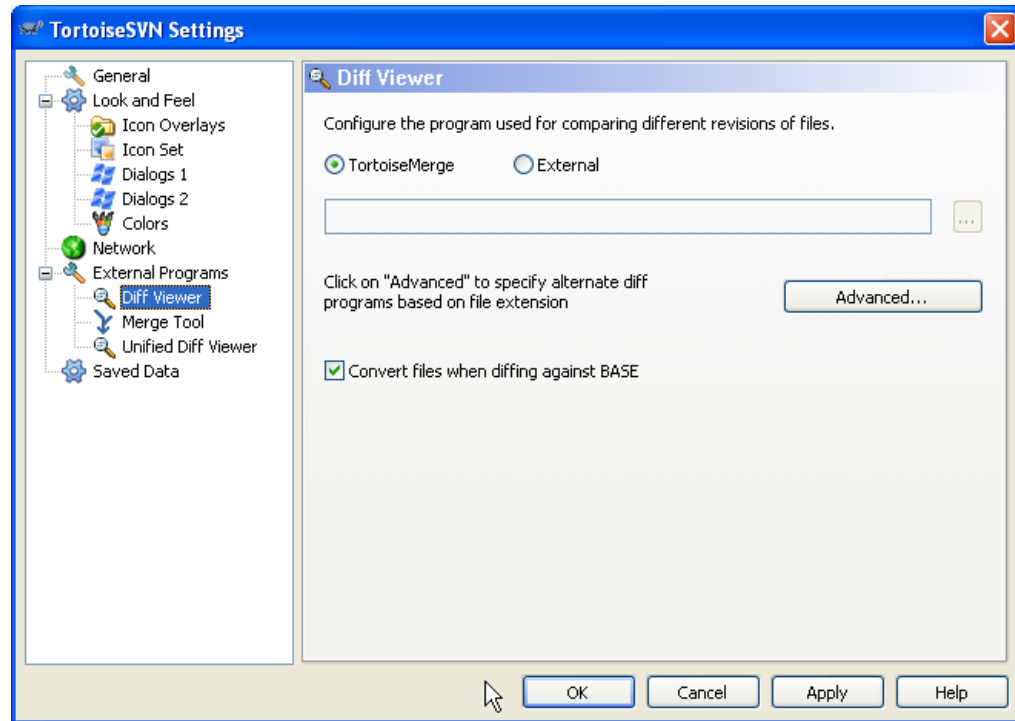 TortoiseSVN Settings
General
Look and Feel
Icon Overlays
Icon Set
Dialogs 1
Dialogs 2
Colors
Network
External Programs
Diff Viewer
Merge Tool
Unified Diff Viewer
Saved Data
Diff Viewer
Configure the program used for comparing different revisions of files.
TortoiseMerge
External
...
Click on "Advanced" to specify alternate diff
programs based on file extension
Advanced...
Convert files when diffing against BASE
OK
Cancel
Apply
Help